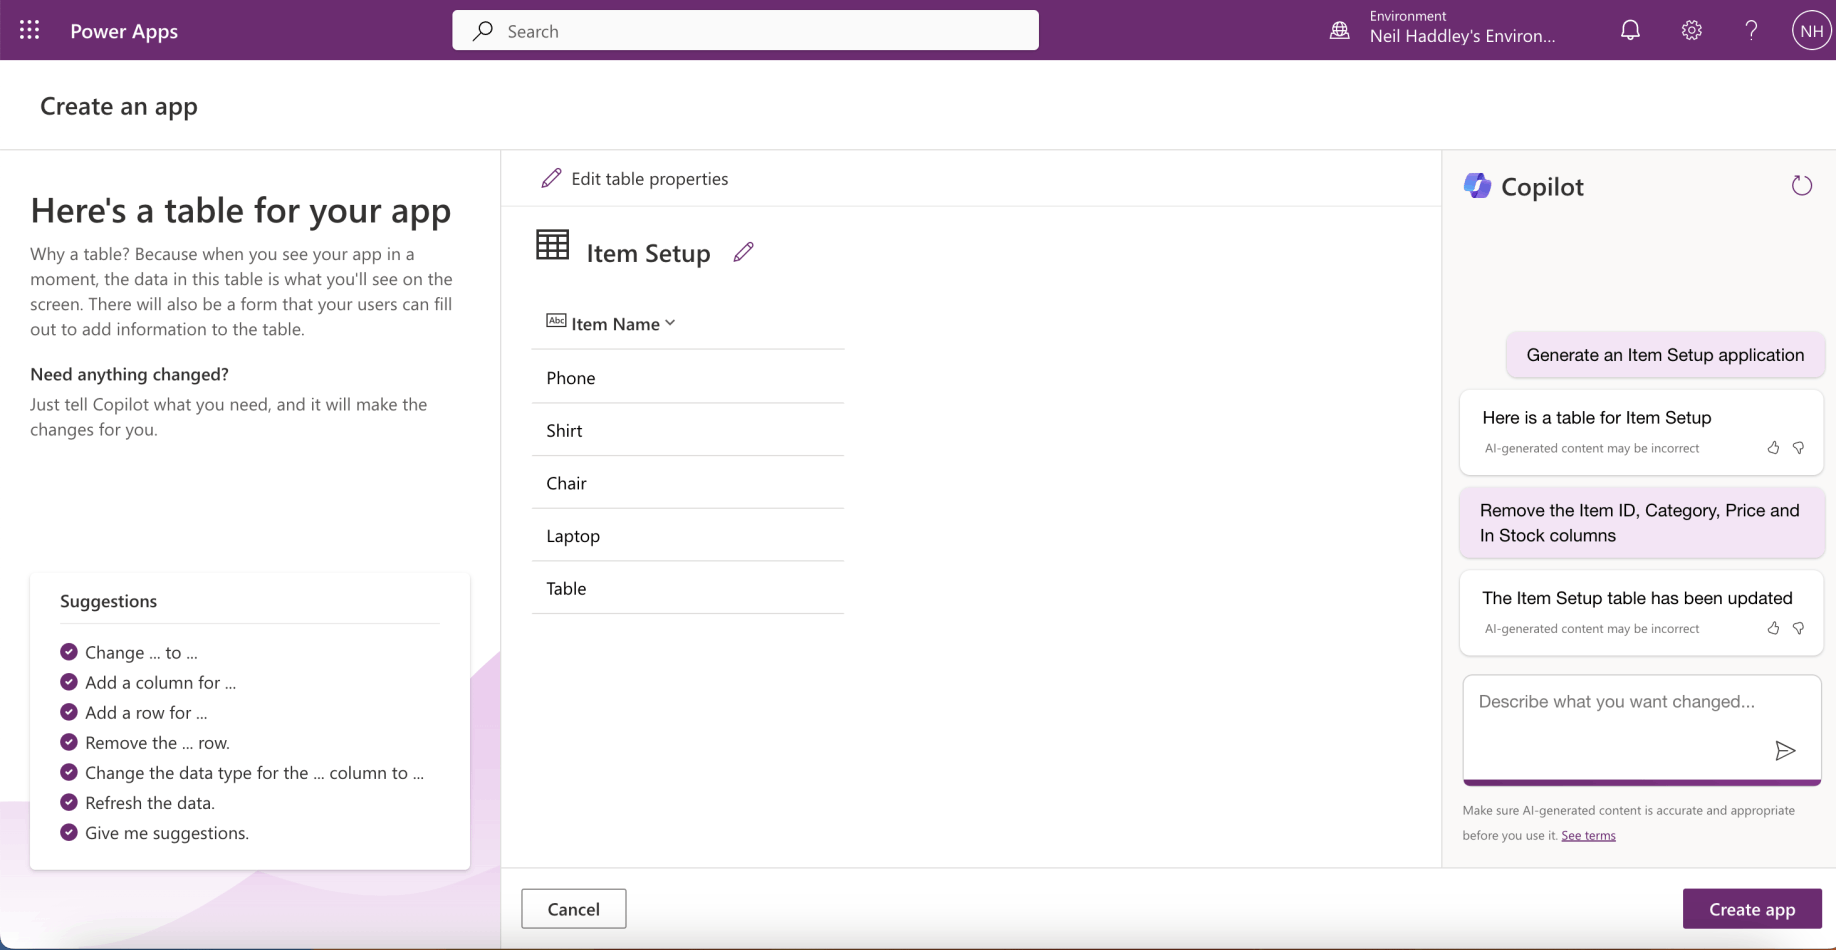 Power Apps
Search
Environment
Neil Haddley's Environ...
?
NH
Create an app
Here's a table for your app
Why a table? Because when you see your app in a
moment, the data in this table is what you'll see on the
screen. There will also be a form that your users can fill
out to add information to the table.
Need anything changed?
Just tell Copilot what you need, and it will make the
changes for you.
Suggestions
Change ... to ...
Add a column for ...
Add a row for ...
Remove the ... row.
Change the data type for the ... column to ...
Refresh the data.
Give me suggestions.
Edit table properties
Item Setup
Abc Item Name
Phone
Shirt
Chair
Laptop
Table
Cancel
Copilot
Generate an Item Setup application
Here is a table for Item Setup
AI-generated content may be incorrect
Remove the Item ID, Category, Price and
In Stock columns
The Item Setup table has been updated
AI-generated content may be incorrect
Describe what you want changed...
Make sure AI-generated content is accurate and appropriate
before you use it. See terms
Create app